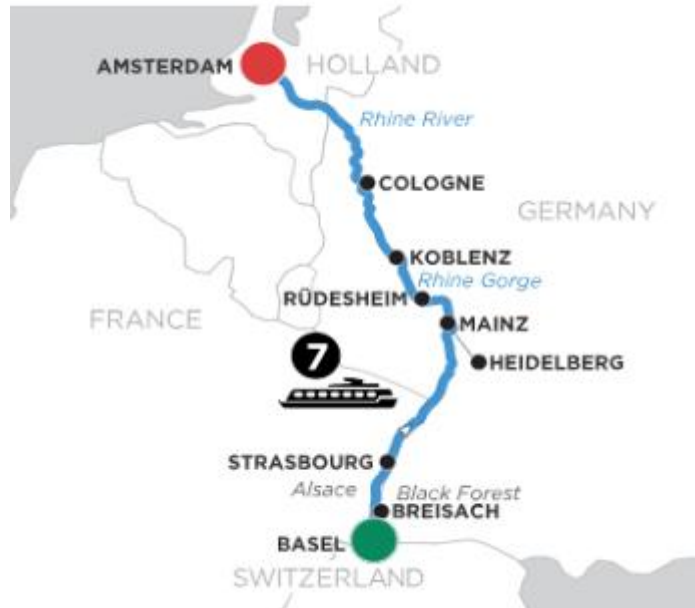 AMSTERDAM
HOLLAND
Rhine River
COLOGNE
GERMANY
KOBLENZ
Rhine Gorge
RÜDESHEIM
FRANCE
MAINZ
7
HEIDELBERG
STRASBOURG
Alsace
Black Forest
BREISACH
BASEL
SWITZERLAND